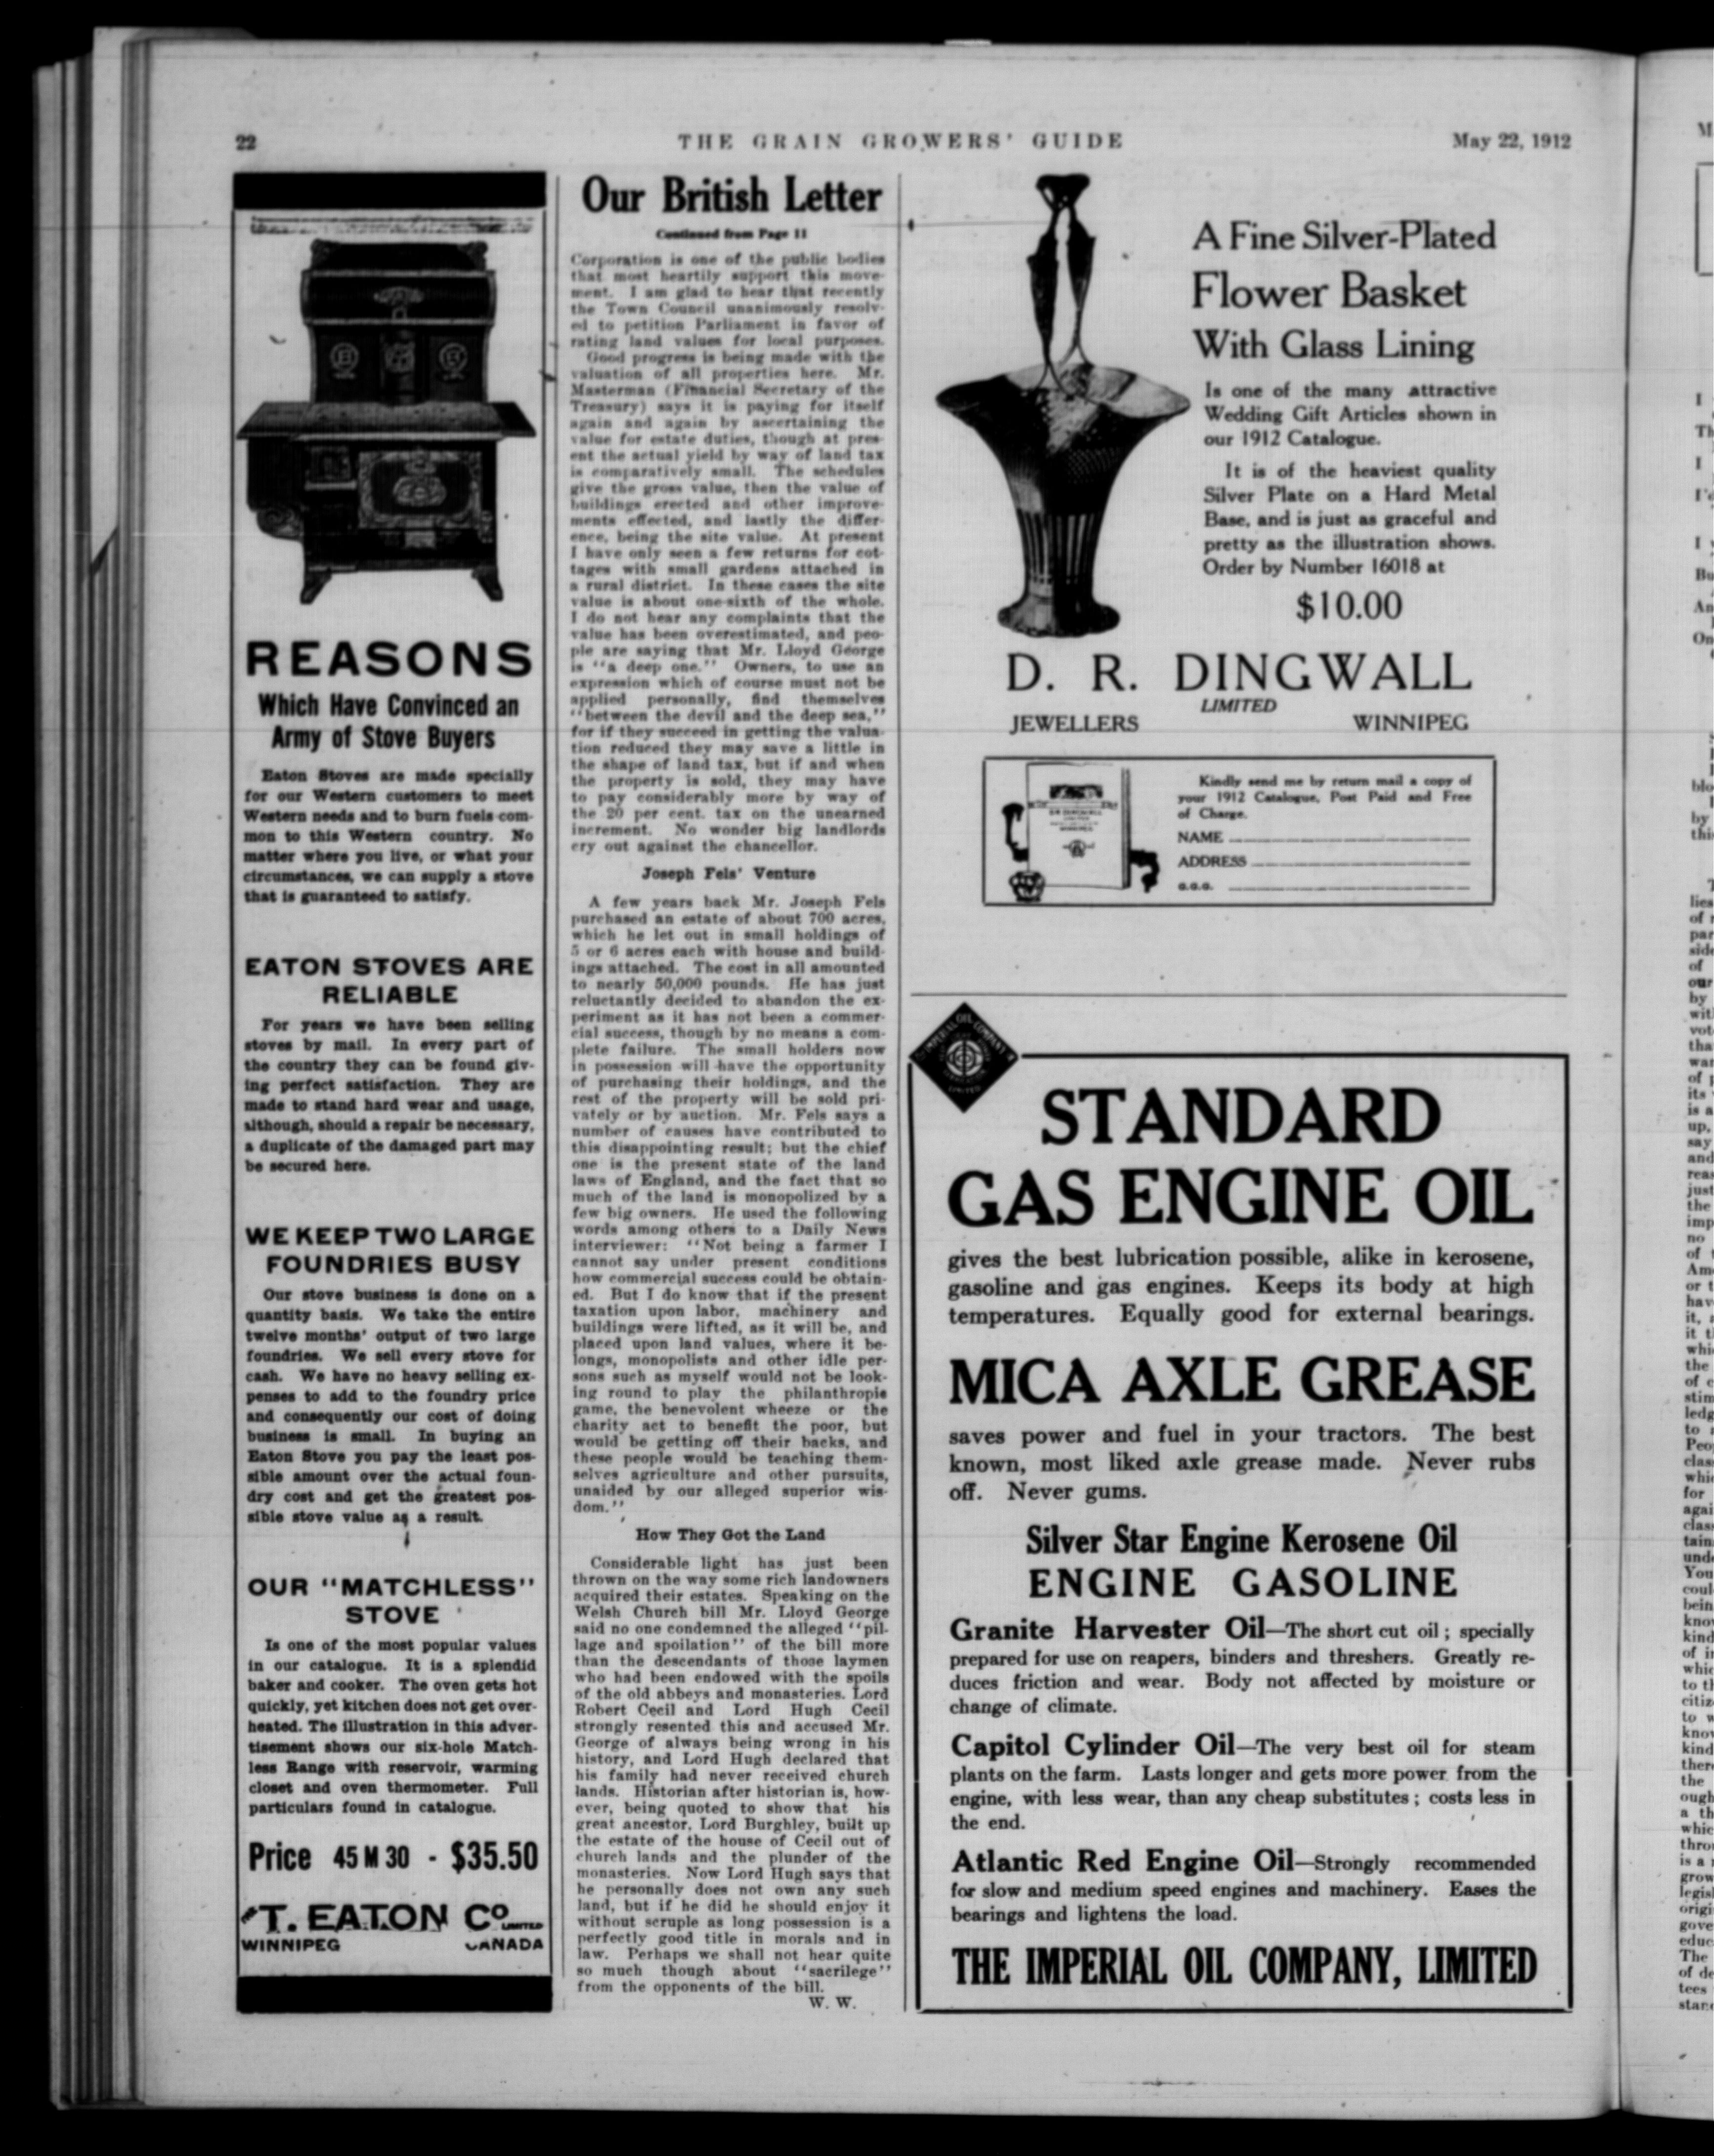 22
THE GRAIN GROWERS' GUIDE
May 22, 1912
REASONS
Which Have Convinced an
Army of Stove Buyers
Eaton Stoves are made specially
for our Western customers to meet
Western needs and to burn fuels com-
mon to this Western country. No
matter where you live, or what your
circumstances, we can supply a stove
that is guaranteed to satisfy.
EATON STOVES ARE
RELIABLE
For years we have been selling
stoves by mail. In every part of
the country they can be found giv-
ing perfect satisfaction. They are
made to stand hard wear and usage,
although, should a repair be necessary,
a duplicate of the damaged part may
be secured here.
WE KEEP TWO LARGE
FOUNDRIES BUSY
Our stove business is done on a
quantity basis. We take the entire
twelve months' output of two large
foundries. We sell every stove for
cash. We have no heavy selling ex-
penses to add to the foundry price
and consequently our cost of doing
business is small. In buying an
Eaton Stove you pay the least pos-
sible amount over the actual foun-
dry cost and get the greatest pos-
sible stove value as a result.
OUR "MATCHLESS"
STOVE
Is one of the most popular values
in our catalogue. It is a splendid
baker and cooker. The oven gets hot
quickly, yet kitchen does not get over-
heated. The illustration in this adver-
tisement shows our six-hole Match-
less Range with reservoir, warming
closet and oven thermometer. Full
particulars found in catalogue.
Price 45 M 30 - $35.50
T. EATON CO LIMITED
WINNIPEG CANADA
Our British Letter
Continued from Page 11
Corporation is one of the public bodies
that most heartily support this move-
ment. I am glad to hear that recently
the Town Council unanimously resolv-
ed to petition Parliament in favor of
rating land values for local purposes.
Good progress is being made with the
valuation of all properties here. Mr.
Masterman (Financial Secretary of the
Treasury) says it is paying for itself
again and again by ascertaining the
value for estate duties, though at pres-
ent the actual yield by way of land tax
is comparatively small. The schedules
give the gross value, then the value of
buildings erected and other improve-
ments effected, and lastly the differ-
ence, being the site value. At present
I have only seen a few returns for cot-
tages with small gardens attached in
a rural district. In these cases the site
value is about one-sixth of the whole.
I do not hear any complaints that the
value has been overestimated, and peo-
ple are saying that Mr. Lloyd George
is "a deep one." Owners, to use an
expression which of course must not be
applied personally, find themselves
"between the devil and the deep sea,"
for if they succeed in getting the valua-
tion reduced they may save a little in
the shape of land tax, but if and when
the property is sold, they may have
to pay considerably more by way of
the 20 per cent. tax on the unearned
increment. No wonder big landlords
cry out against the chancellor.
Joseph Fels' Venture
A few years back Mr. Joseph Fels
purchased an estate of about 700 acres,
which he let out in small holdings of
5 or 6 acres each with house and build-
ings attached. The cost in all amounted
to nearly 50,000 pounds. He has just
reluctantly decided to abandon the ex-
periment as it has not been a commer-
cial success, though by no means a com-
plete failure. The small holders now
in possession will have the opportunity
of purchasing their holdings, and the
rest of the property will be sold pri-
vately or by auction. Mr. Fels says a
number of causes have contributed to
this disappointing result; but the chief
one is the present state of the land
laws of England, and the fact that so
much of the land is monopolized by a
few big owners. He used the following
words among others to a Daily News
interviewer: "Not being a farmer I
cannot say under present conditions
how commercial success could be obtain-
ed. But I do know that if the present
taxation upon labor, machinery and
buildings were lifted, as it will be, and
placed upon land values, where it be-
longs, monopolists and other idle per-
sons such as myself would not be look-
ing round to play the philanthropic
game, the benevolent wheeze or the
charity act to benefit the poor, but
would be getting off their backs, and
these people would be teaching them-
selves agriculture and other pursuits,
unaided by our alleged superior wis-
dom."
How They Got the Land
Considerable light has just been
thrown on the way some rich landowners
acquired their estates. Speaking on the
Welsh Church bill Mr. Lloyd George
said no one condemned the alleged "pil-
lage and spoilation" of the bill more
than the descendants of those laymen
who had been endowed with the spoils
of the old abbeys and monasteries. Lord
Robert Cecil and Lord Hugh Cecil
strongly resented this and accused Mr.
George of always being wrong in his
history, and Lord Hugh declared that
his family had never received church
lands. Historian after historian is, how-
ever, being quoted to show that his
great ancestor, Lord Burghley, built up
the estate of the house of Cecil out of
church lands and the plunder of the
monasteries. Now Lord Hugh says that
he personally does not own any such
land, but if he did he should enjoy it
without scruple as long possession is a
perfectly good title in morals and in
law. Perhaps we shall not hear quite
so much though about "sacrilege"
from the opponents of the bill.
W. W.
A Fine Silver-Plated
Flower Basket
With Glass Lining
Is one of the many attractive
Wedding Gift Articles shown in
our 1912 Catalogue.
It is of the heaviest quality
Silver Plate on a Hard Metal
Base, and is just as graceful and
pretty as the illustration shows.
Order by Number 16018 at
$10.00
D. R. DINGWALL
LIMITED
JEWELLERS WINNIPEG
Kindly send me by return mail a copy of
your 1912 Catalogue, Post Paid and Free
of Charge.
NAME
ADDRESS
G.G.G.
STANDARD
GAS ENGINE OIL
gives the best lubrication possible, alike in kerosene,
gasoline and gas engines. Keeps its body at high
temperatures. Equally good for external bearings.
MICA AXLE GREASE
saves power and fuel in your tractors. The best
known, most liked axle grease made. Never rubs
off. Never gums.
Silver Star Engine Kerosene Oil
ENGINE GASOLINE
Granite Harvester Oil—The short cut oil; specially
prepared for use on reapers, binders and threshers. Greatly re-
duces friction and wear. Body not affected by moisture or
change of climate.
Capitol Cylinder Oil—The very best oil for steam
plants on the farm. Lasts longer and gets more power from the
engine, with less wear, than any cheap substitutes; costs less in
the end.
Atlantic Red Engine Oil—Strongly recommended
for slow and medium speed engines and machinery. Eases the
bearings and lightens the load.
THE IMPERIAL OIL COMPANY, LIMITED